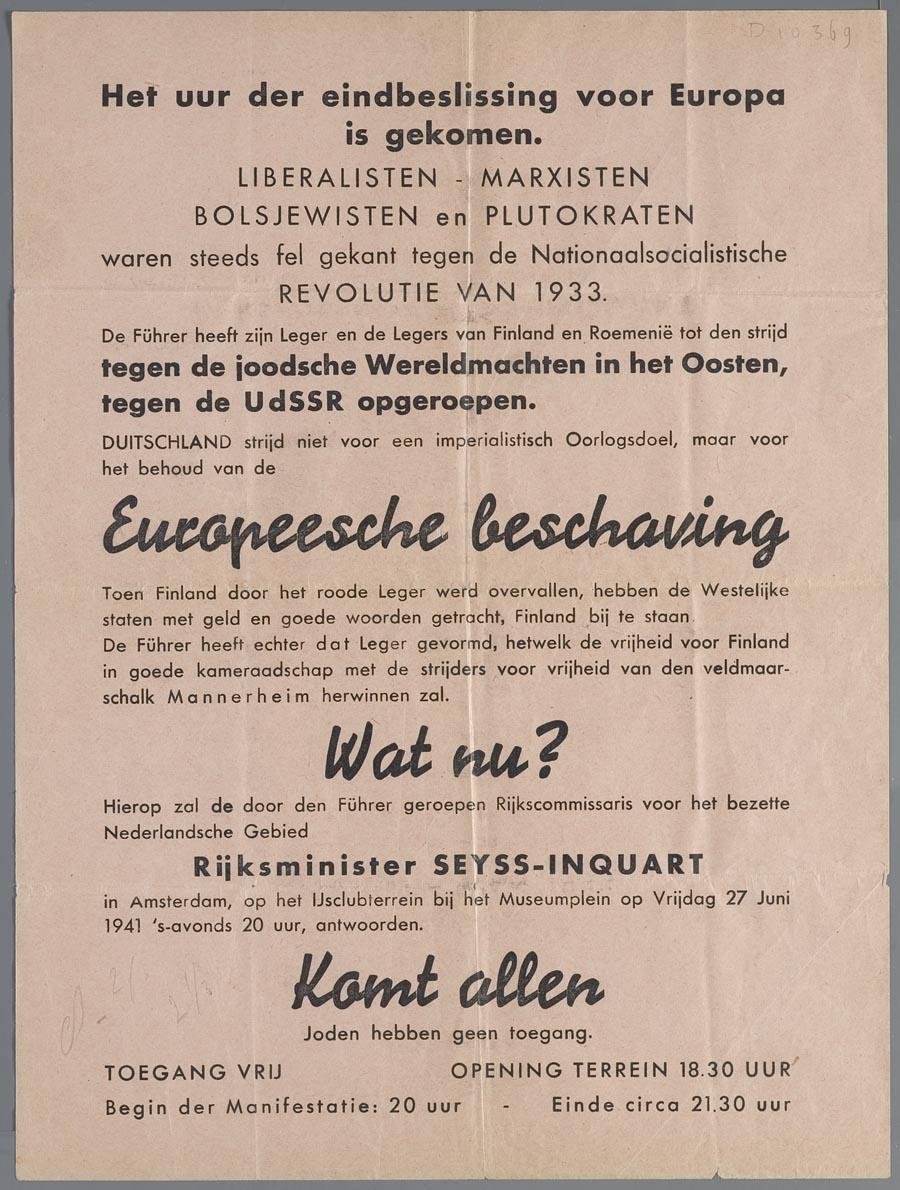 D 10 369
Het uur der eindbeslissing voor Europa
is gekomen.
LIBERALISTEN - MARXISTEN
BOLSJEWISTEN en PLUTOKRATEN
waren steeds fel gekant tegen de Nationaalsocialistische
REVOLUTIE VAN 1933.
De Führer heeft zijn Leger en de Legers van Finland en Roemenië tot den strijd
tegen de joodsche Wereldmachten in het Oosten,
tegen de UdSSR opgeroepen.
DUITSCHLAND strijd niet voor een imperialistisch Oorlogsdoel, maar voor
het behoud van de
Europeesche beschaving
Toen Finland door het roode Leger werd overvallen, hebben de Westelijke
staten met geld en goede woorden getracht, Finland bij te staan.
De Führer heeft echter dat Leger gevormd, hetwelk de vrijheid voor Finland
in goede kameraadschap met de strijders voor vrijheid van den veldmaar-
schalk Mannerheim herwinnen zal.
Wat nu?
Hierop zal de door den Führer geroepen Rijkscommissaris voor het bezette
Nederlandsche Gebied
Rijksminister SEYSS-INQUART
in Amsterdam, op het IJsclubterrein bij het Museumplein op Vrijdag 27 Juni
1941 's-avonds 20 uur, antwoorden.
Komt allen
Joden hebben geen toegang.
TOEGANG VRIJ OPENING TERREIN 18.30 UUR
Begin der Manifestatie: 20 uur - Einde circa 21.30 uur